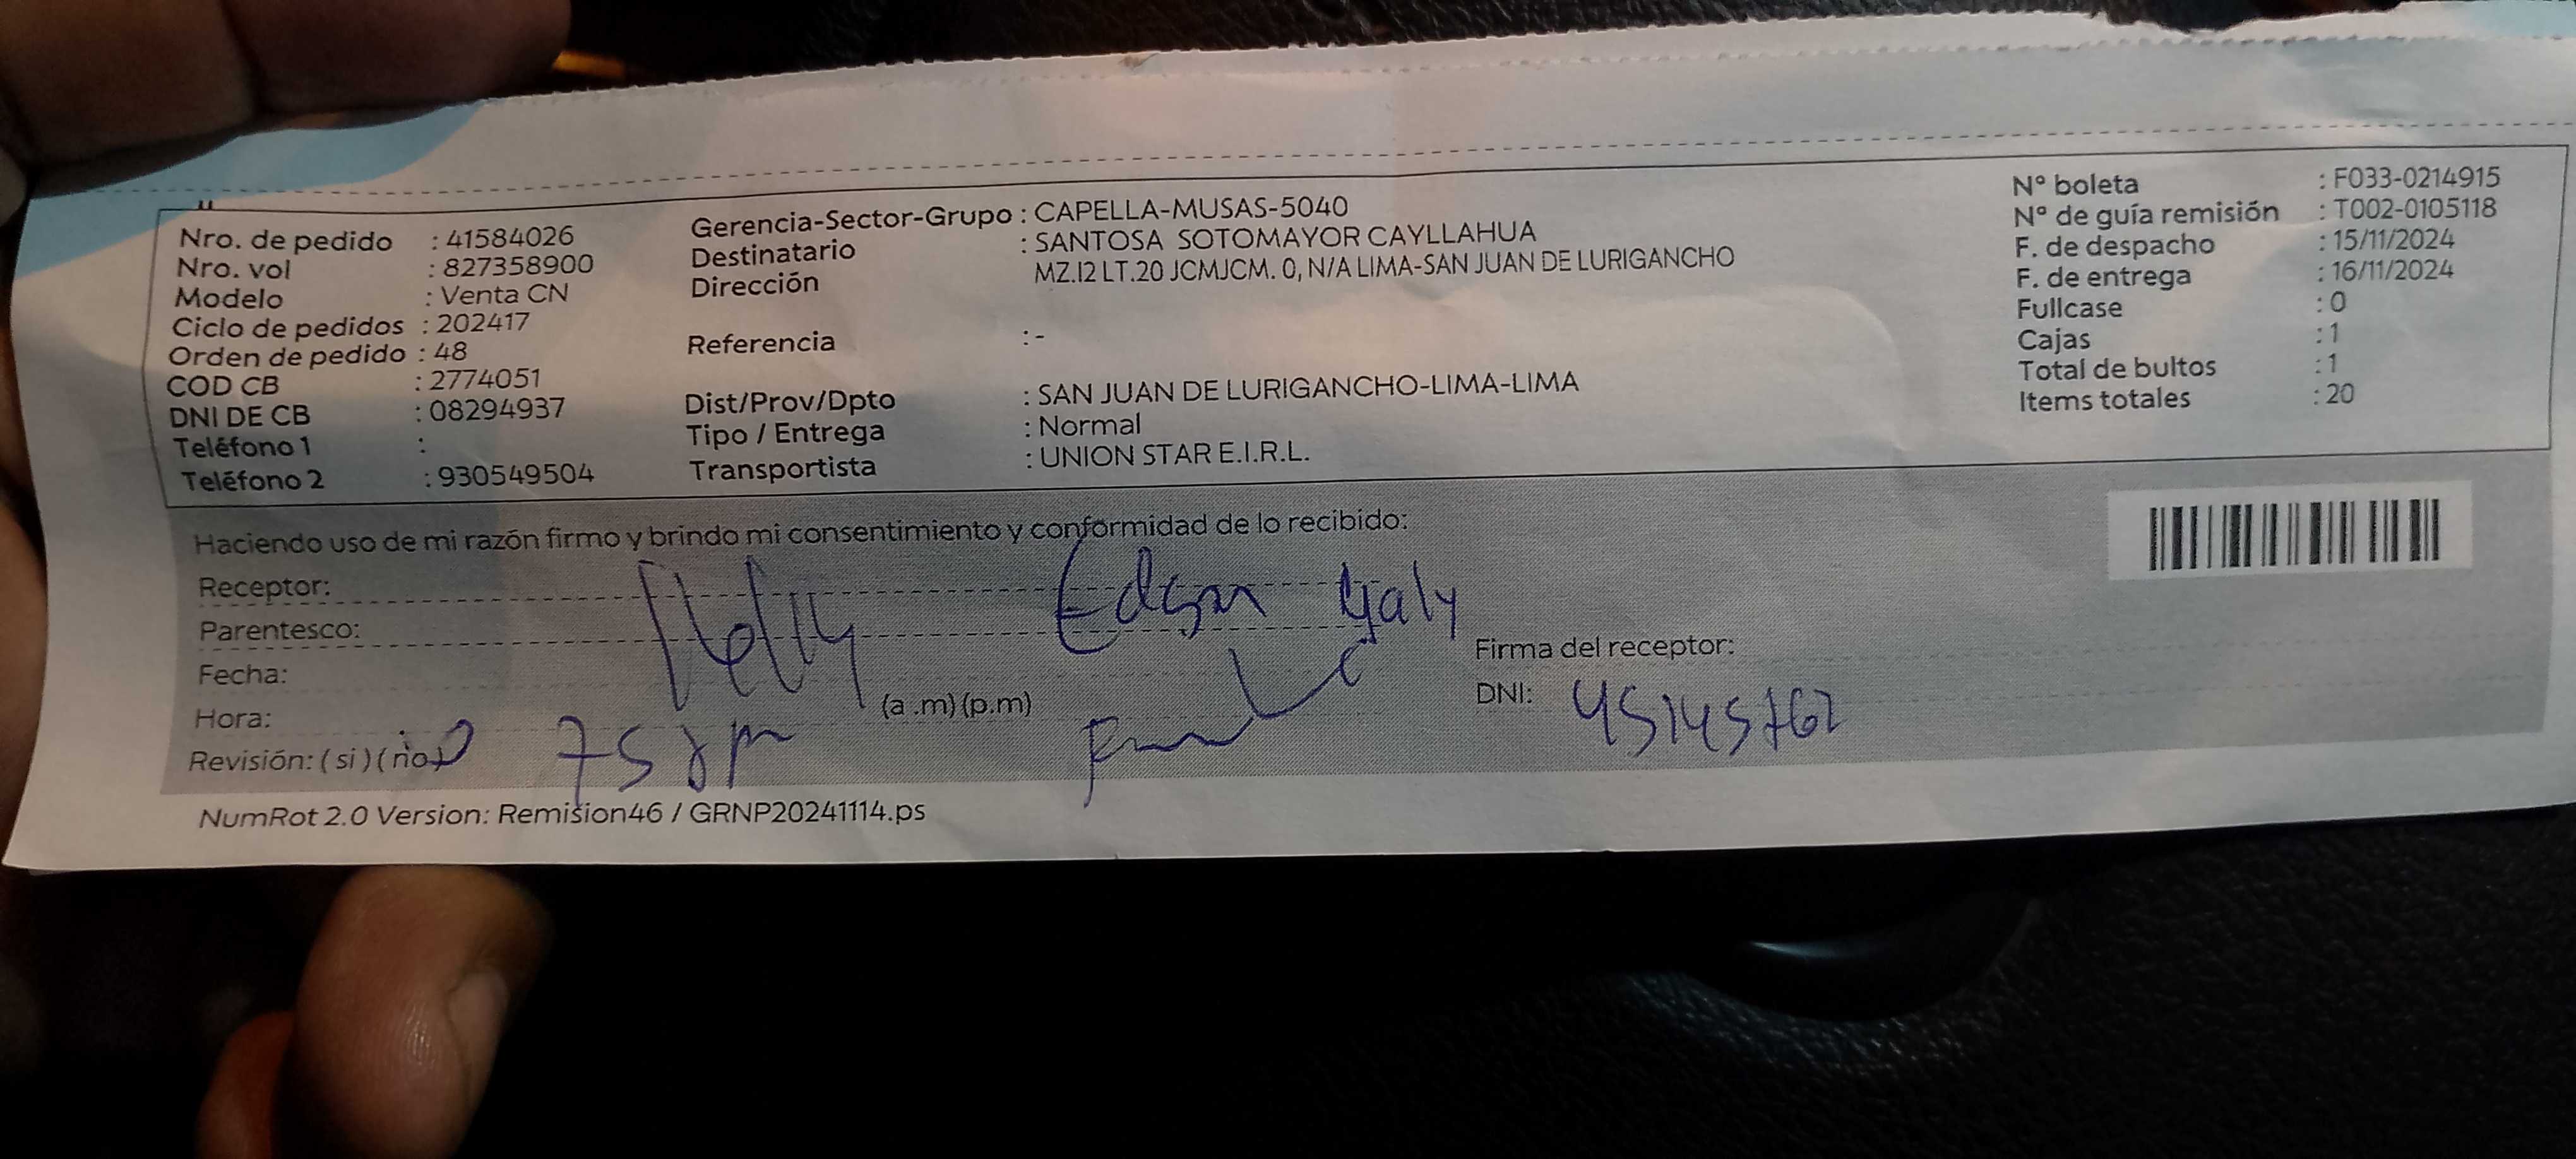 Nro. de pedido : 41584026
Nro. vol : 827358900
Modelo : Venta CN
Ciclo de pedidos : 202417
Orden de pedido : 48
COD CB : 2774051
DNI DE CB : 08294937
Teléfono 1 :
Teléfono 2 : 930549504
Gerencia-Sector-Grupo : CAPELLA-MUSAS-5040
Destinatario : SANTOSA SOTOMAYOR CAYLLAHUA
Dirección MZ.I2 LT.20 JCMJCM. 0, N/A LIMA-SAN JUAN DE LURIGANCHO
Referencia : -
Dist/Prov/Dpto : SAN JUAN DE LURIGANCHO-LIMA-LIMA
Tipo / Entrega : Normal
Transportista : UNION STAR E.I.R.L.
N° boleta : F033-0214915
N° de guía remisión : T002-0105118
F. de despacho : 15/11/2024
F. de entrega : 16/11/2024
Fullcase : 0
Cajas : 1
Total de bultos : 1
Items totales : 20
Haciendo uso de mi razón firmo y brindo mi consentimiento y conformidad de lo recibido:
Receptor: Edson
Parentesco:
Fecha:
Hora: (a .m) (p.m)
Revisión: ( si ) ( no )
Firma del receptor:
DNI: 45145762
NumRot 2.0 Version: Remision46 / GRNP20241114.ps